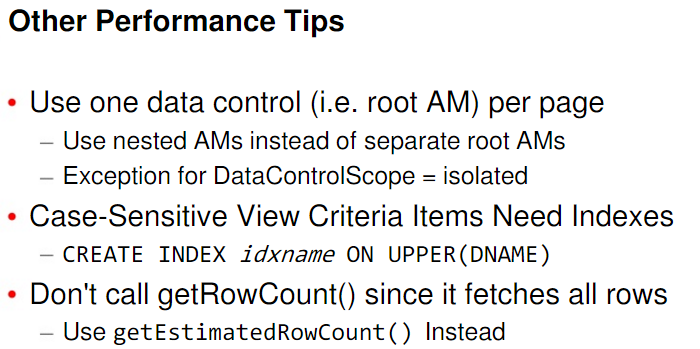 Other Performance Tips
• Use one data control (i.e. root AM) per page
– Use nested AMs instead of separate root AMs
– Exception for DataControlScope = isolated
• Case-Sensitive View Criteria Items Need Indexes
– CREATE INDEX idxname ON UPPER(DNAME)
• Don't call getRowCount() since it fetches all rows
– Use getEstimatedRowCount() Instead